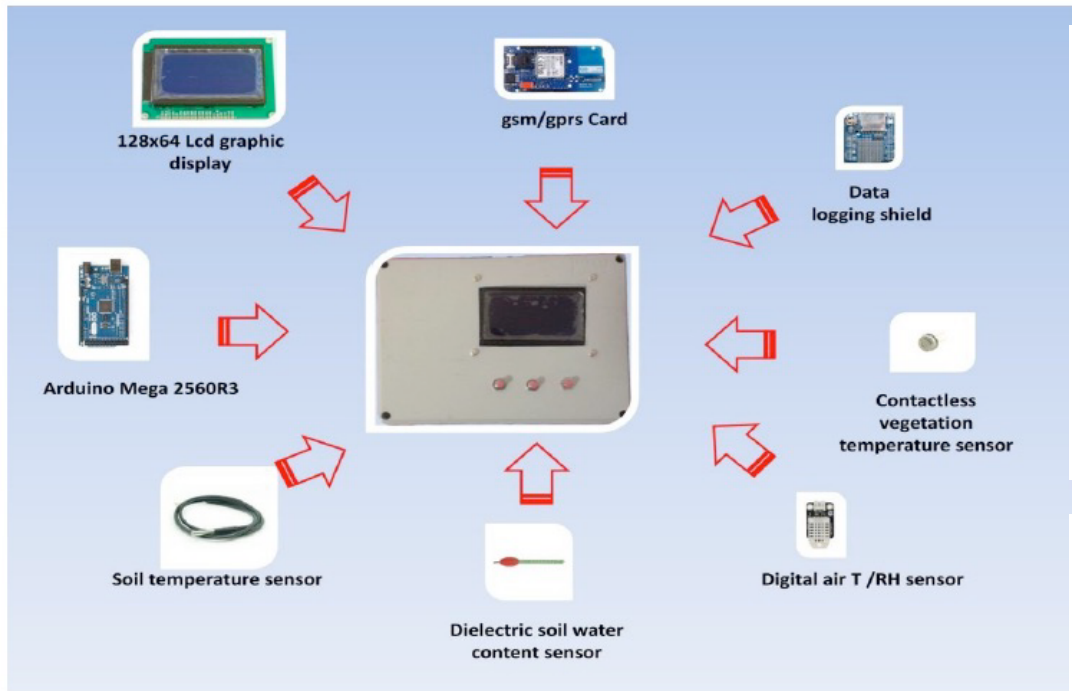 128x64 Lcd graphic
display
gsm/gprs Card
Data
logging shield
Arduino Mega 2560R3
Contactless
vegetation
temperature sensor
Soil temperature sensor
Dielectric soil water
content sensor
Digital air T /RH sensor